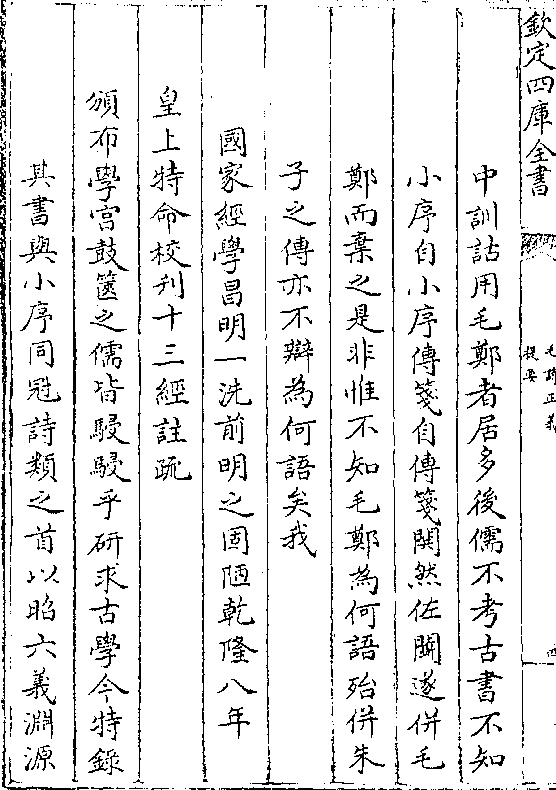 欽定四庫全書
毛詩正義
提要
四
中訓詁用毛鄭者居多後儒不考古書不知
小序自小序傳箋自傳箋鬨然佐鬭遂併毛
鄭而棄之是非惟不知毛鄭為何語殆併朱
子之傳亦不辯為何語矣我
國家經學昌明一洗前明之固陋乾隆八年
皇上特命校刋十三經註疏
頒布學宮鼓篋之儒皆駸駸乎研求古學今特錄
其書與小序同冠詩類之首以昭六義淵源